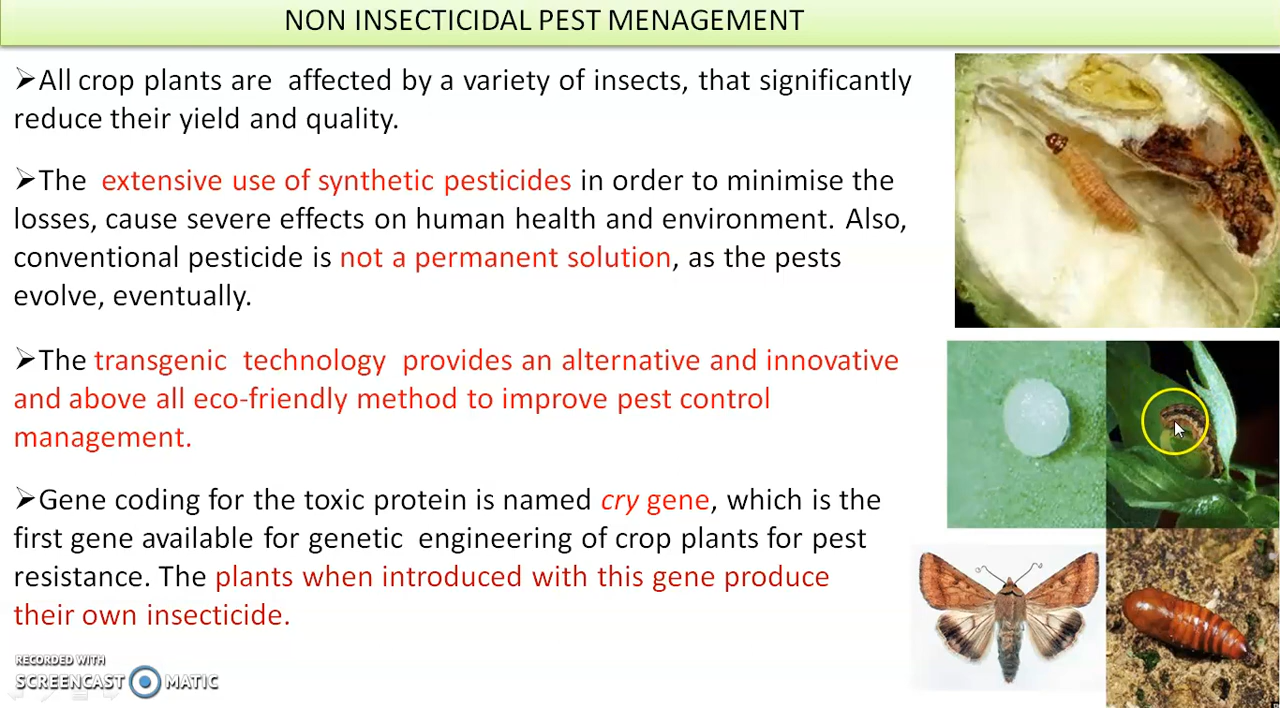 NON INSECTICIDAL PEST MENAGEMENT
➢All crop plants are affected by a variety of insects, that significantly
reduce their yield and quality.
➢The extensive use of synthetic pesticides in order to minimise the
losses, cause severe effects on human health and environment. Also,
conventional pesticide is not a permanent solution, as the pests
evolve, eventually.
➢The transgenic technology provides an alternative and innovative
and above all eco-friendly method to improve pest control
management.
➢Gene coding for the toxic protein is named cry gene, which is the
first gene available for genetic engineering of crop plants for pest
resistance. The plants when introduced with this gene produce
their own insecticide.
RECORDED WITH
SCREENCAST MATIC